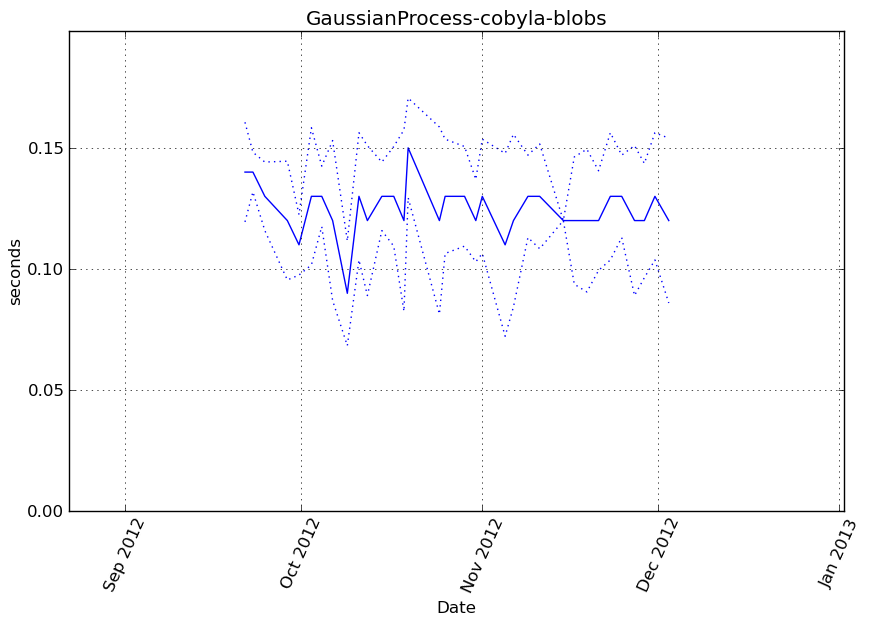 GaussianProcess-cobyla-blobs
seconds
0.15
0.10
0.05
0.00
Sep 2012
Oct 2012
Nov 2012
Dec 2012
Jan 2013
Date